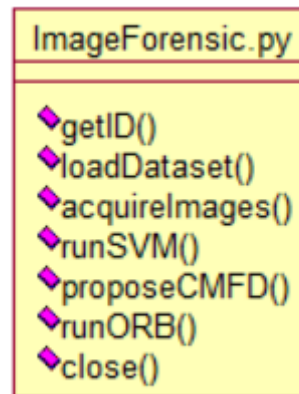 ImageForensic.py
getID()
loadDataset()
acquireImages()
runSVM()
proposeCMFD()
runORB()
close()